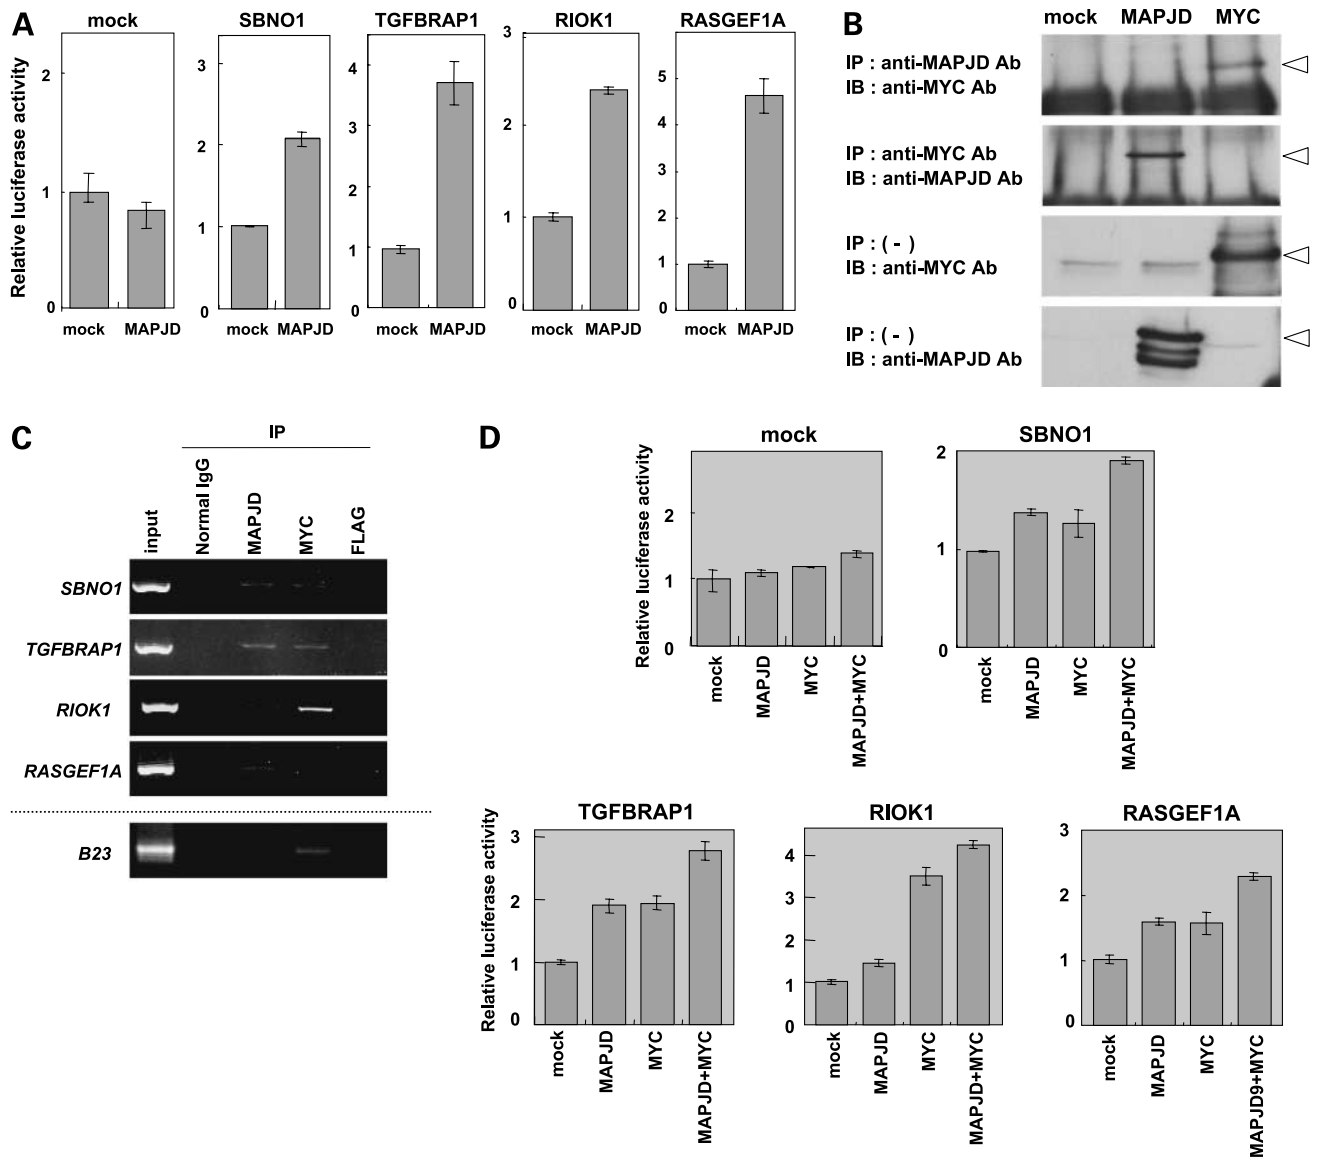 A
mock
SBNO1
TGFBRAP1
RIOK1
RASGEF1A
Relative luciferase activity
2
1
0
3
2
1
0
4
3
2
1
0
3
2
1
0
5
4
3
2
1
0
mock MAPJD
mock MAPJD
mock MAPJD
mock MAPJD
mock MAPJD
B
mock MAPJD MYC
IP : anti-MAPJD Ab
IB : anti-MYC Ab
IP : anti-MYC Ab
IB : anti-MAPJD Ab
IP : ( - )
IB : anti-MYC Ab
IP : ( - )
IB : anti-MAPJD Ab
C
IP
input
Normal IgG
MAPJD
MYC
FLAG
SBNO1
TGFBRAP1
RIOK1
RASGEF1A
B23
D
mock
Relative luciferase activity
2
1
0
mock
MAPJD
MYC
MAPJD+MYC
SBNO1
2
1
0
mock
MAPJD
MYC
MAPJD+MYC
TGFBRAP1
Relative luciferase activity
3
2
1
0
mock
MAPJD
MYC
MAPJD+MYC
RIOK1
4
3
2
1
0
mock
MAPJD
MYC
MAPJD+MYC
RASGEF1A
3
2
1
0
mock
MAPJD
MYC
MAPJD9+MYC